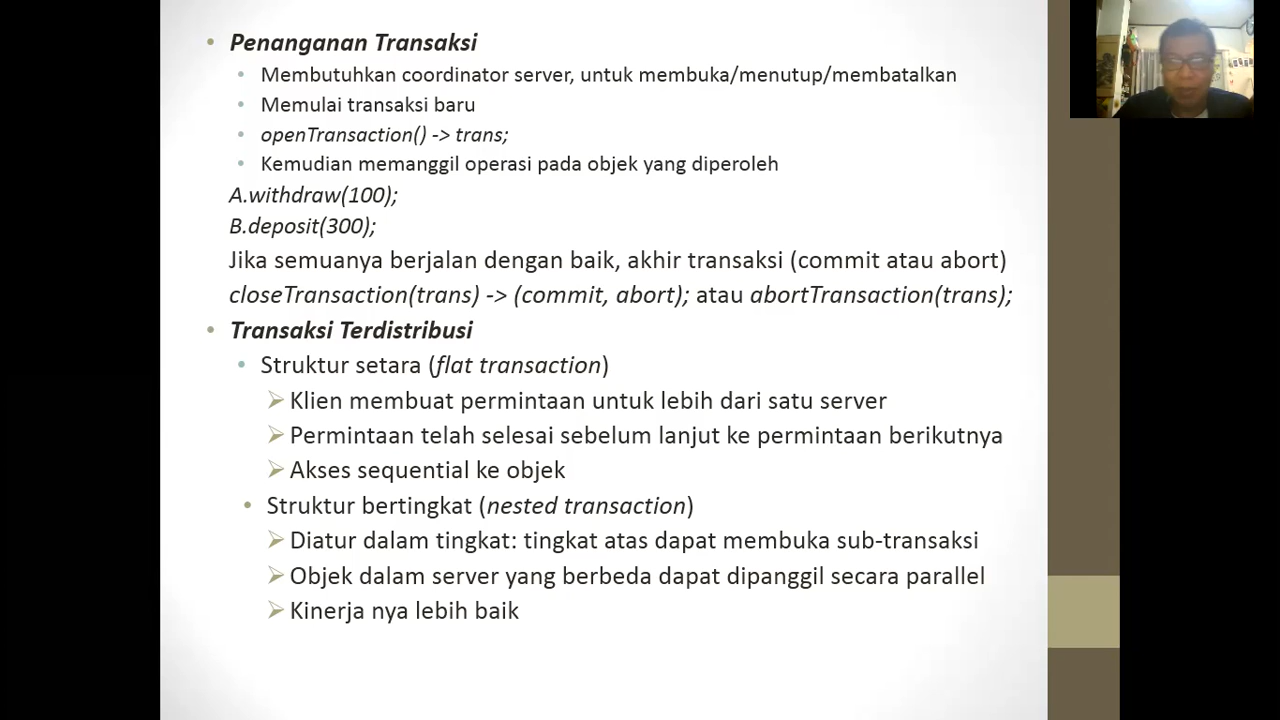 Penanganan Transaksi
Membutuhkan coordinator server, untuk membuka/menutup/membatalkan
Memulai transaksi baru
openTransaction() -> trans;
Kemudian memanggil operasi pada objek yang diperoleh
A.withdraw(100);
B.deposit(300);
Jika semuanya berjalan dengan baik, akhir transaksi (commit atau abort)
closeTransaction(trans) -> (commit, abort); atau abortTransaction(trans);
Transaksi Terdistribusi
Struktur setara (flat transaction)
Klien membuat permintaan untuk lebih dari satu server
Permintaan telah selesai sebelum lanjut ke permintaan berikutnya
Akses sequential ke objek
Struktur bertingkat (nested transaction)
Diatur dalam tingkat: tingkat atas dapat membuka sub-transaksi
Objek dalam server yang berbeda dapat dipanggil secara parallel
Kinerja nya lebih baik